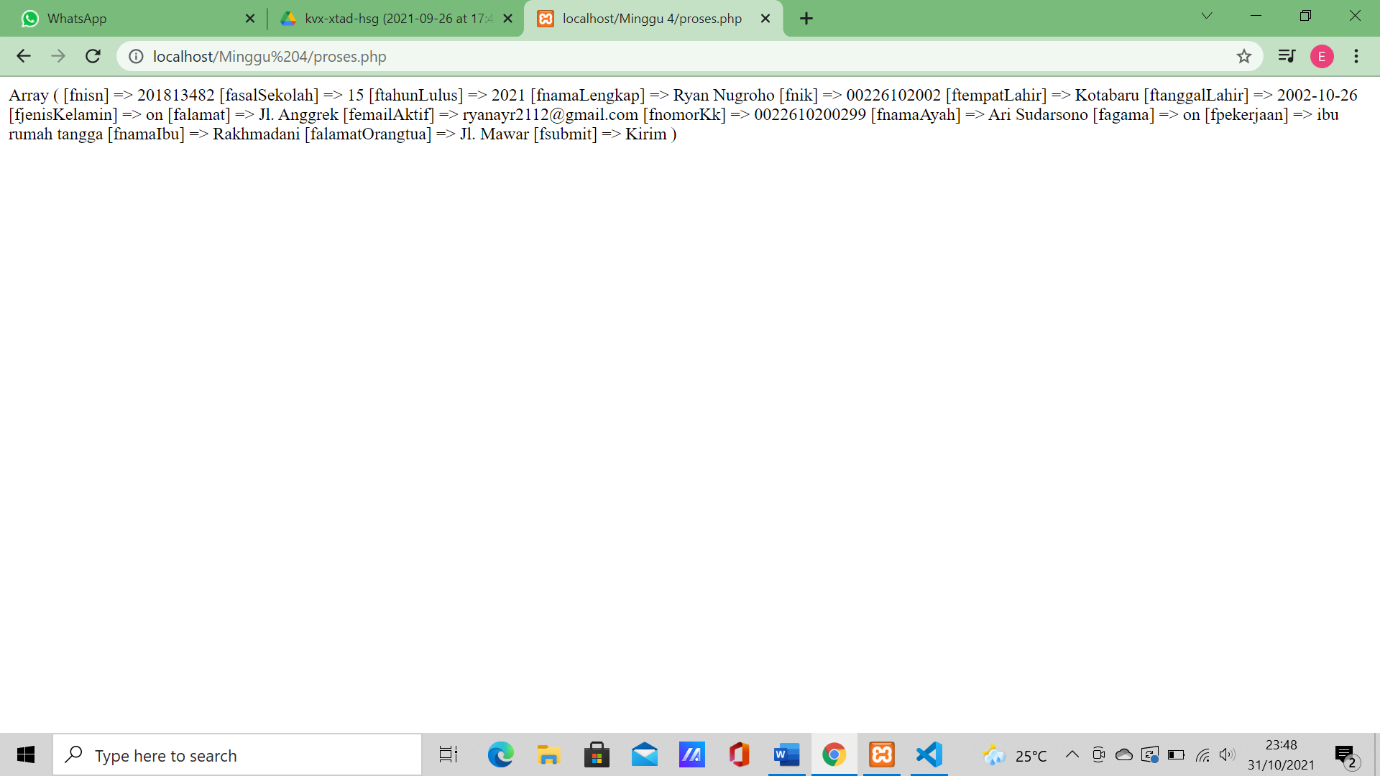 WhatsApp
kvx-xtad-hsg (2021-09-26 at 17:4
localhost/Minggu 4/proses.php
localhost/Minggu%204/proses.php
E
Array ( [fnisn] => 201813482 [fasalSekolah] => 15 [ftahunLulus] => 2021 [fnamaLengkap] => Ryan Nugroho [fnik] => 00226102002 [ftempatLahir] => Kotabaru [ftanggalLahir] => 2002-10-26
[fjenisKelamin] => on [falamat] => Jl. Anggrek [femailAktif] => ryanayr2112@gmail.com [fnomorKk] => 0022610200299 [fnamaAyah] => Ari Sudarsono [fagama] => on [fpekerjaan] => ibu
rumah tangga [fnamaIbu] => Rakhmadani [falamatOrangtua] => Jl. Mawar [fsubmit] => Kirim )
Type here to search
25°C
23:48
31/10/2021
2